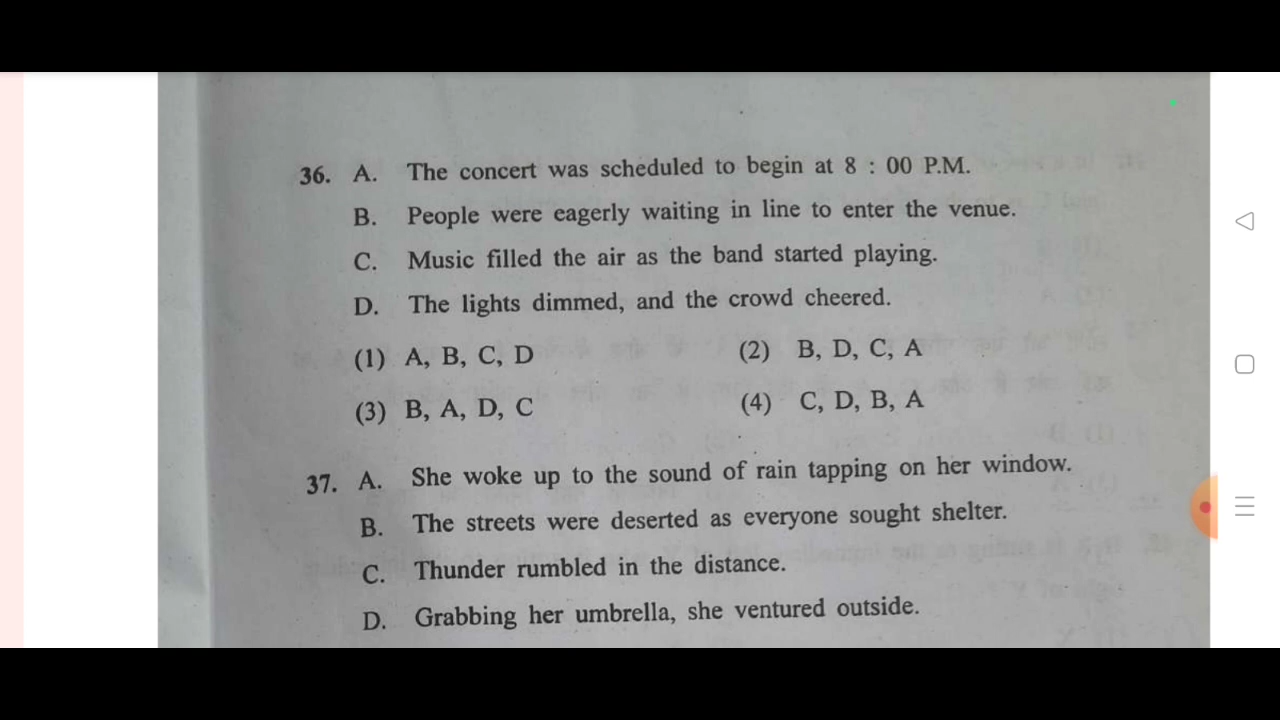 36. A. The concert was scheduled to begin at 8 : 00 P.M.
B. People were eagerly waiting in line to enter the venue.
C. Music filled the air as the band started playing.
D. The lights dimmed, and the crowd cheered.
(1) A, B, C, D (2) B, D, C, A
(3) B, A, D, C (4) C, D, B, A
37. A. She woke up to the sound of rain tapping on her window.
B. The streets were deserted as everyone sought shelter.
C. Thunder rumbled in the distance.
D. Grabbing her umbrella, she ventured outside.